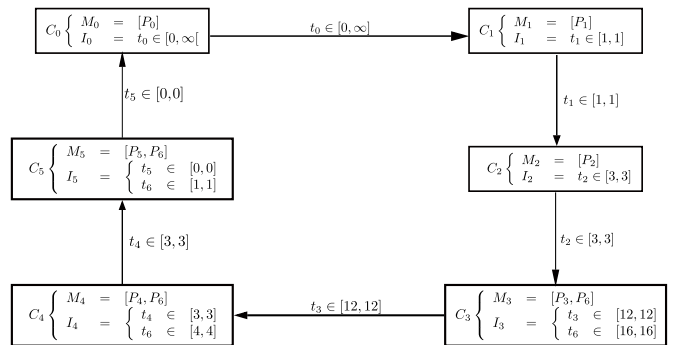 C₀ { M₀ = [P₀]
I₀ = t₀ ∈ [0, ∞[
t₀ ∈ [0, ∞]
C₁ { M₁ = [P₁]
I₁ = t₁ ∈ [1, 1]
t₅ ∈ [0, 0]
t₁ ∈ [1, 1]
C₅ { M₅ = [P₅, P₆]
I₅ = { t₅ ∈ [0, 0]
t₆ ∈ [1, 1]
C₂ { M₂ = [P₂]
I₂ = t₂ ∈ [3, 3]
t₄ ∈ [3, 3]
t₂ ∈ [3, 3]
C₄ { M₄ = [P₄, P₆]
I₄ = { t₄ ∈ [3, 3]
t₆ ∈ [4, 4]
t₃ ∈ [12, 12]
C₃ { M₃ = [P₃, P₆]
I₃ = { t₃ ∈ [12, 12]
t₆ ∈ [16, 16]